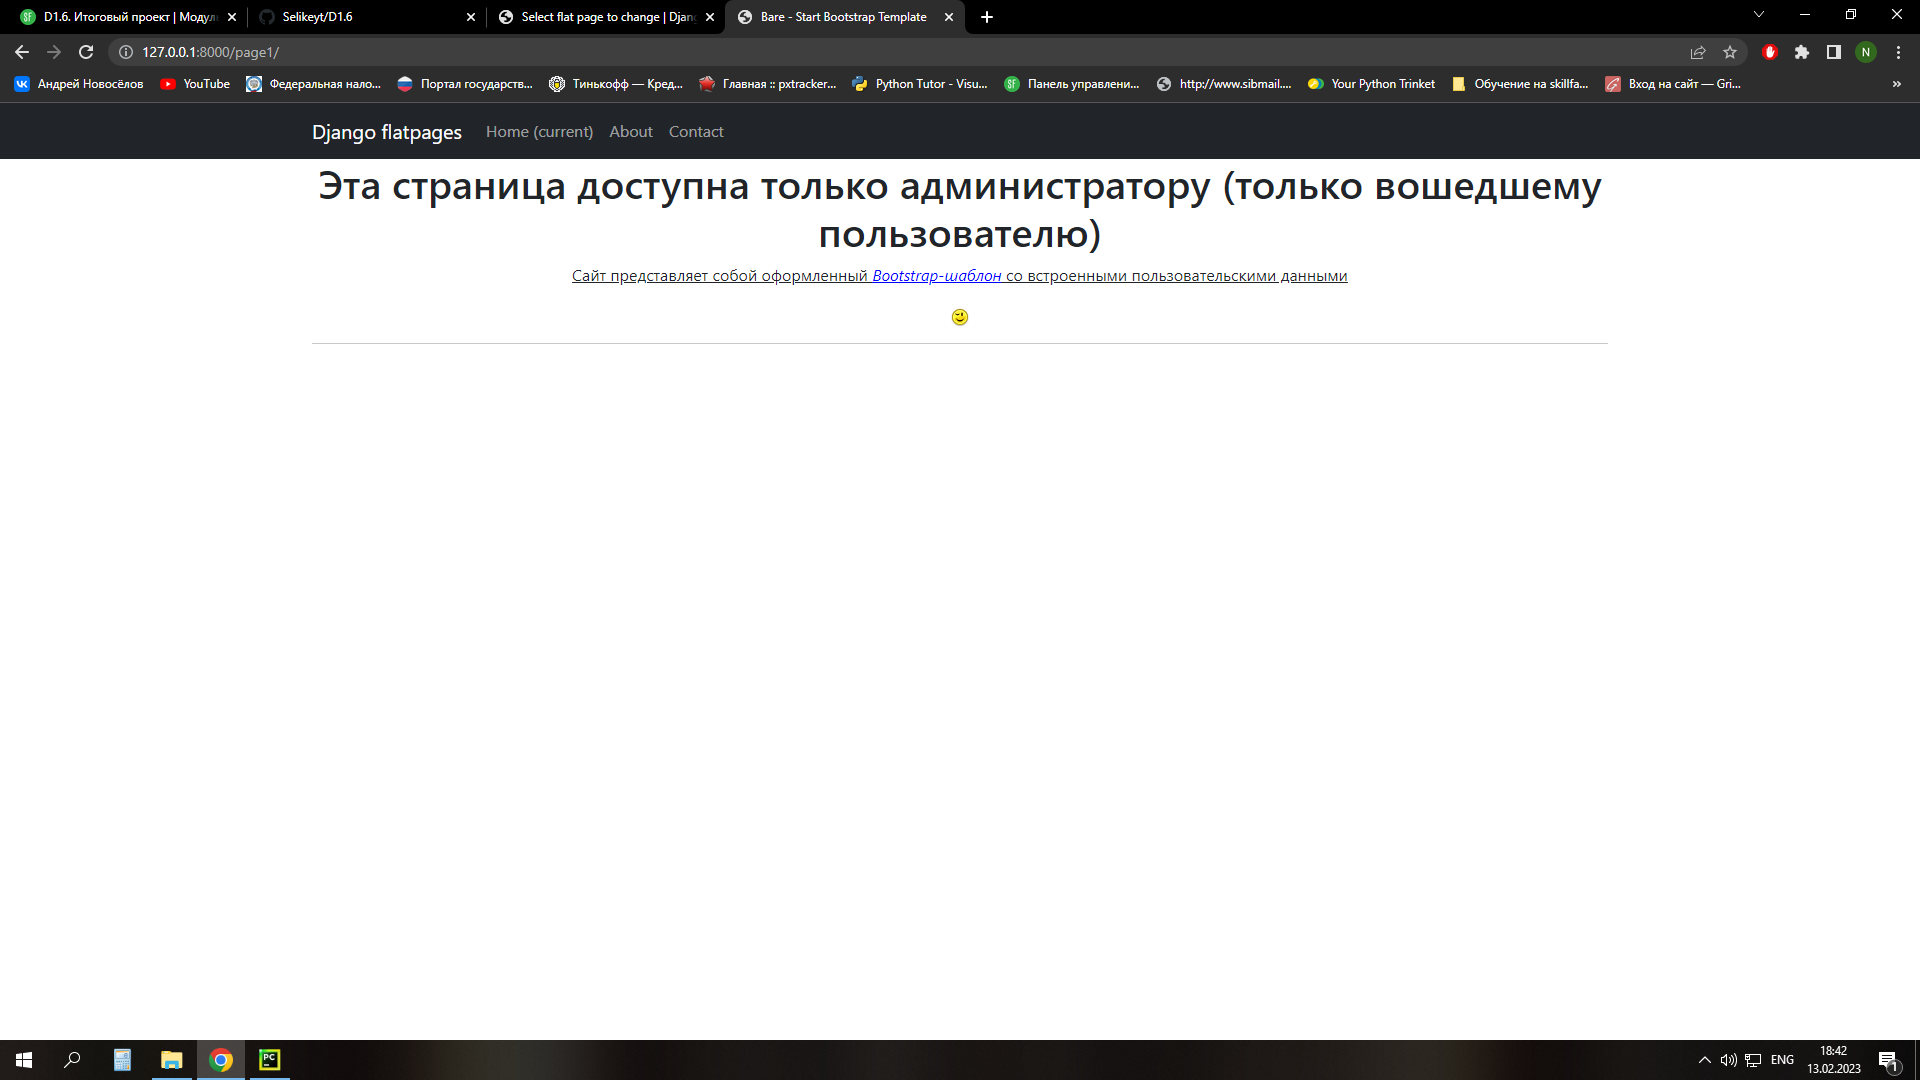 D1.6. Итоговый проект | Модул
Selikeyt/D1.6
Select flat page to change | Djan
Bare - Start Bootstrap Template
127.0.0.1:8000/page1/
N
Андрей Новосёлов
YouTube
Федеральная нало...
Портал государств...
Тинькофф — Кред...
Главная :: pxtracker...
Python Tutor - Visu...
SF
Панель управлени...
http://www.sibmail....
Your Python Trinket
Обучение на skillfa...
Вход на сайт — Gri...
»
Django flatpages Home (current) About Contact
Эта страница доступна только администратору (только вошедшему
пользователю)
Сайт представляет собой оформленный Bootstrap-шаблон со встроенными пользовательскими данными
PC
ENG
18:42
13.02.2023
1